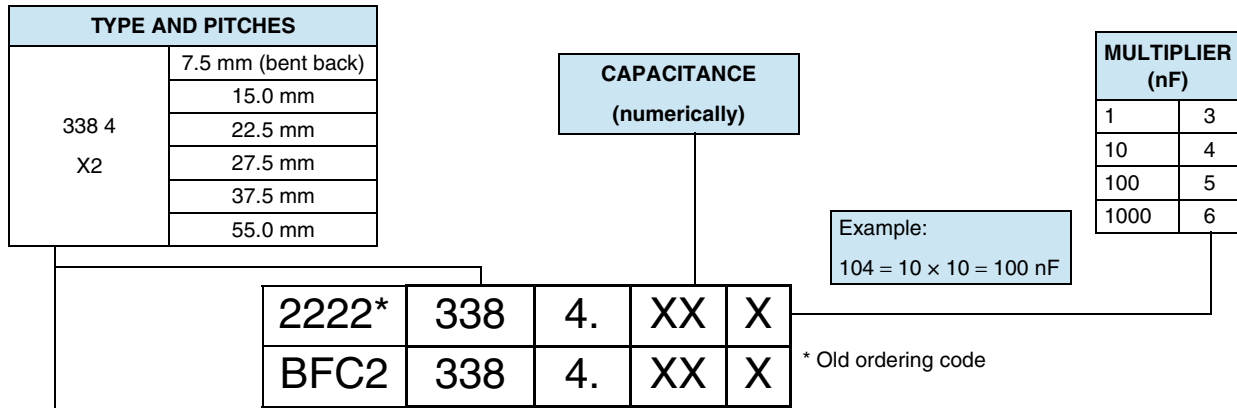 TYPE AND PITCHES
338 4
X2
7.5 mm (bent back)
15.0 mm
22.5 mm
27.5 mm
37.5 mm
55.0 mm
CAPACITANCE
(numerically)
MULTIPLIER
(nF)
1 3
10 4
100 5
1000 6
Example:
104 = 10 × 10 = 100 nF
2222* 338 4. XX X
BFC2 338 4. XX X
* Old ordering code